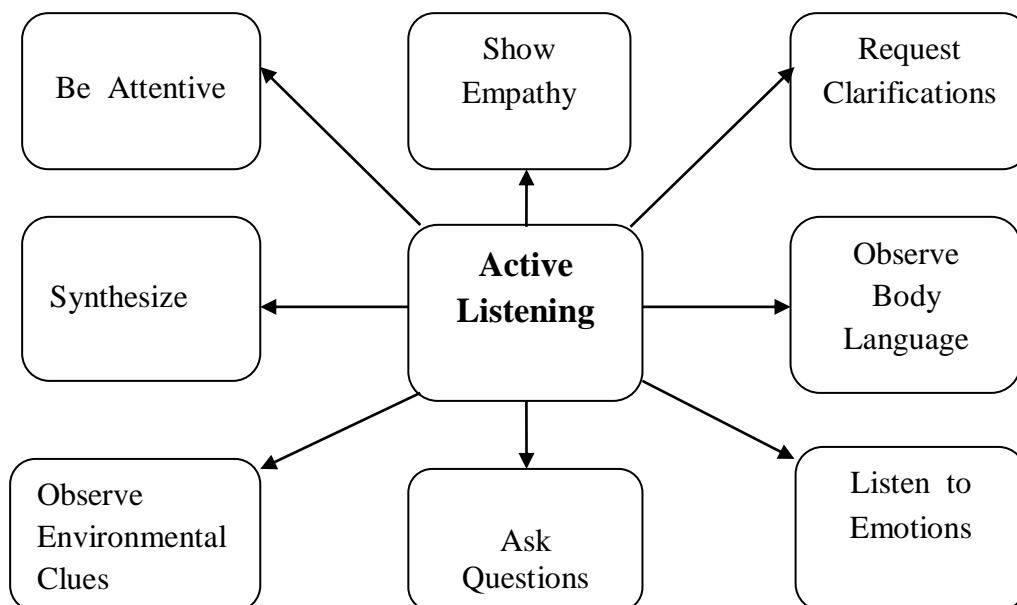 Be Attentive
Show
Empathy
Request
Clarifications
Synthesize
Active
Listening
Observe
Body
Language
Observe
Environmental
Clues
Ask
Questions
Listen to
Emotions